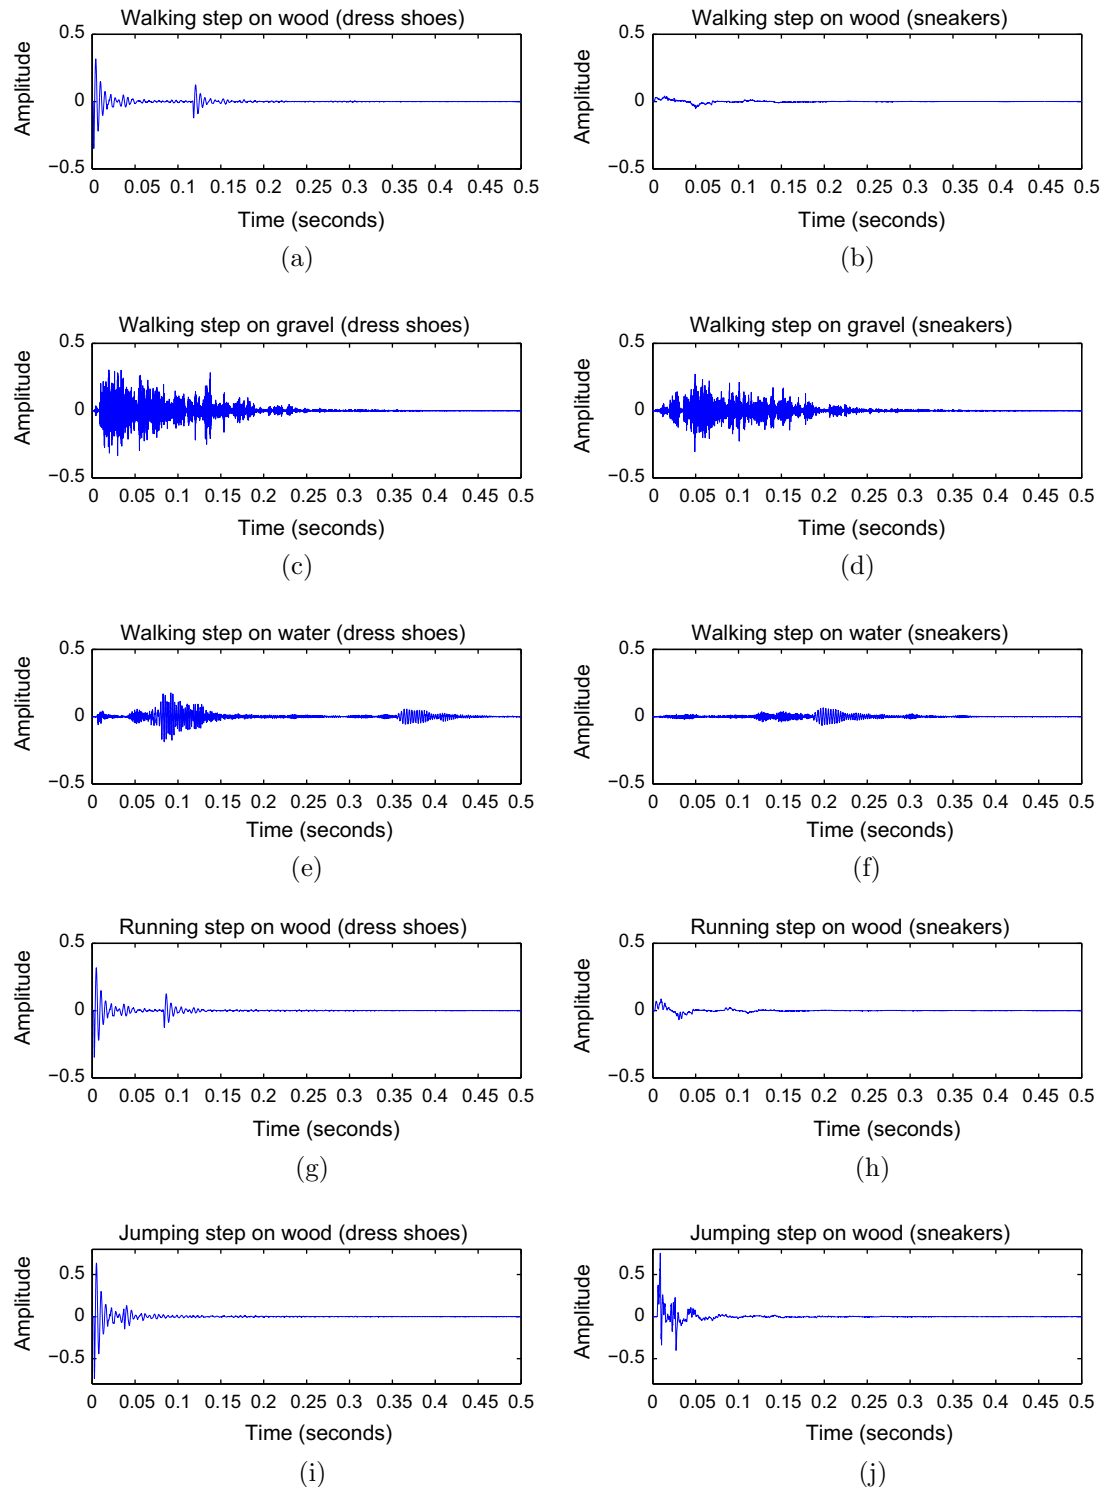 Walking step on wood (dress shoes)
0.5
Amplitude
0
−0.5
0 0.05 0.1 0.15 0.2 0.25 0.3 0.35 0.4 0.45 0.5
Time (seconds)
(a)
Walking step on wood (sneakers)
0.5
Amplitude
0
−0.5
0 0.05 0.1 0.15 0.2 0.25 0.3 0.35 0.4 0.45 0.5
Time (seconds)
(b)
Walking step on gravel (dress shoes)
0.5
Amplitude
0
−0.5
0 0.05 0.1 0.15 0.2 0.25 0.3 0.35 0.4 0.45 0.5
Time (seconds)
(c)
Walking step on gravel (sneakers)
0.5
Amplitude
0
−0.5
0 0.05 0.1 0.15 0.2 0.25 0.3 0.35 0.4 0.45 0.5
Time (seconds)
(d)
Walking step on water (dress shoes)
0.5
Amplitude
0
−0.5
0 0.05 0.1 0.15 0.2 0.25 0.3 0.35 0.4 0.45 0.5
Time (seconds)
(e)
Walking step on water (sneakers)
0.5
Amplitude
0
−0.5
0 0.05 0.1 0.15 0.2 0.25 0.3 0.35 0.4 0.45 0.5
Time (seconds)
(f)
Running step on wood (dress shoes)
0.5
Amplitude
0
−0.5
0 0.05 0.1 0.15 0.2 0.25 0.3 0.35 0.4 0.45 0.5
Time (seconds)
(g)
Running step on wood (sneakers)
0.5
Amplitude
0
−0.5
0 0.05 0.1 0.15 0.2 0.25 0.3 0.35 0.4 0.45 0.5
Time (seconds)
(h)
Jumping step on wood (dress shoes)
0.5
Amplitude
0
−0.5
0 0.05 0.1 0.15 0.2 0.25 0.3 0.35 0.4 0.45 0.5
Time (seconds)
(i)
Jumping step on wood (sneakers)
0.5
Amplitude
0
−0.5
0 0.05 0.1 0.15 0.2 0.25 0.3 0.35 0.4 0.45 0.5
Time (seconds)
(j)